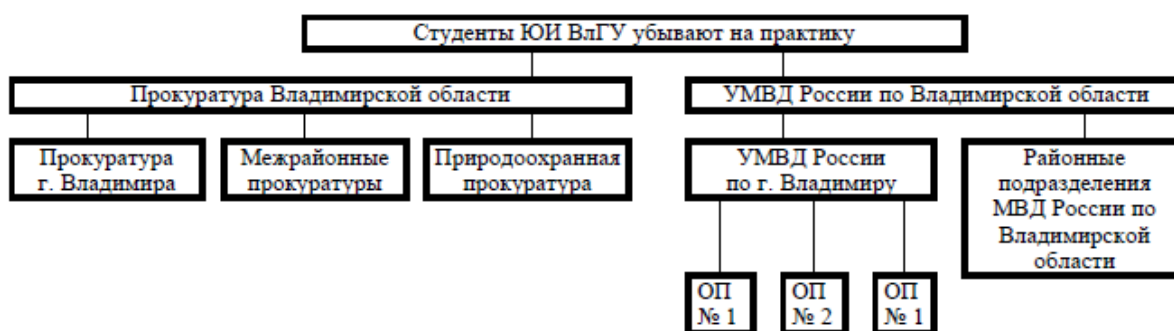 Студенты ЮИ ВлГУ убывают на практику
Прокуратура Владимирской области
УМВД России по Владимирской области
Прокуратура
г. Владимира
Межрайонные
прокуратуры
Природоохранная
прокуратура
УМВД России
по г. Владимиру
Районные
подразделения
МВД России по
Владимирской
области
ОП
№ 1
ОП
№ 2
ОП
№ 1